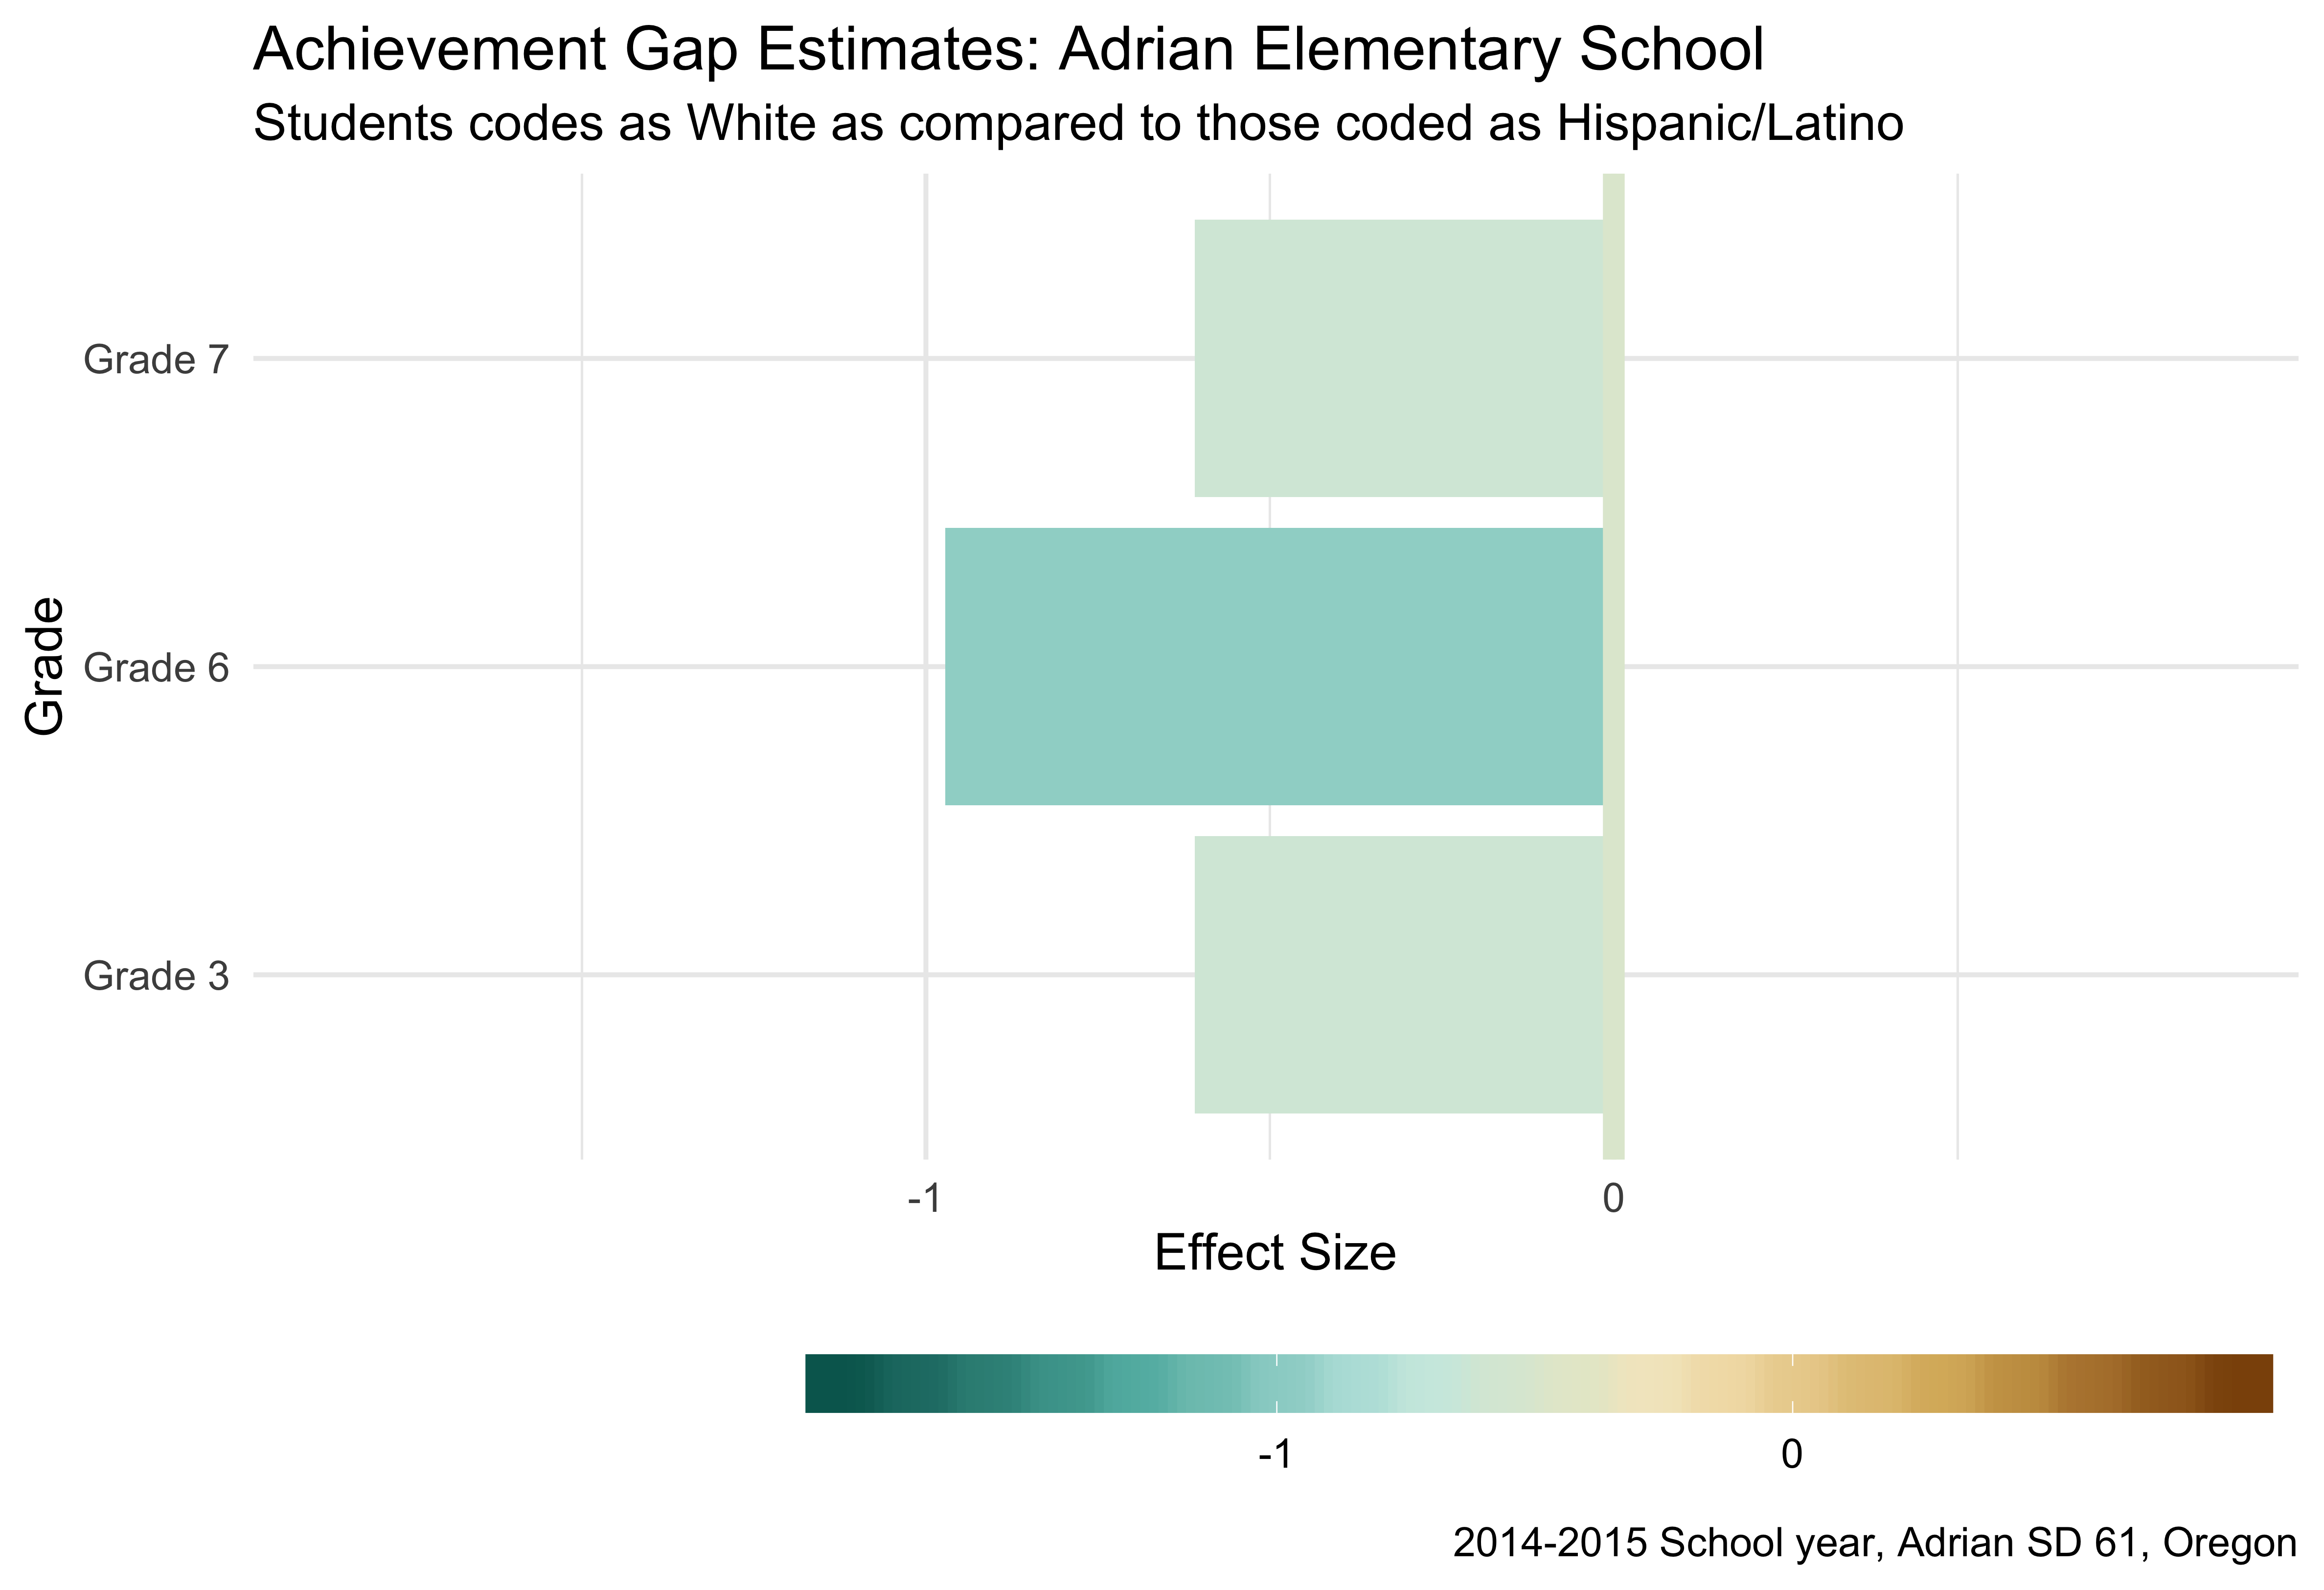 Achievement Gap Estimates: Adrian Elementary School
Students codes as White as compared to those coded as Hispanic/Latino
Grade
Grade 7
Grade 6
Grade 3
-1 0
Effect Size
-1 0
2014-2015 School year, Adrian SD 61, Oregon